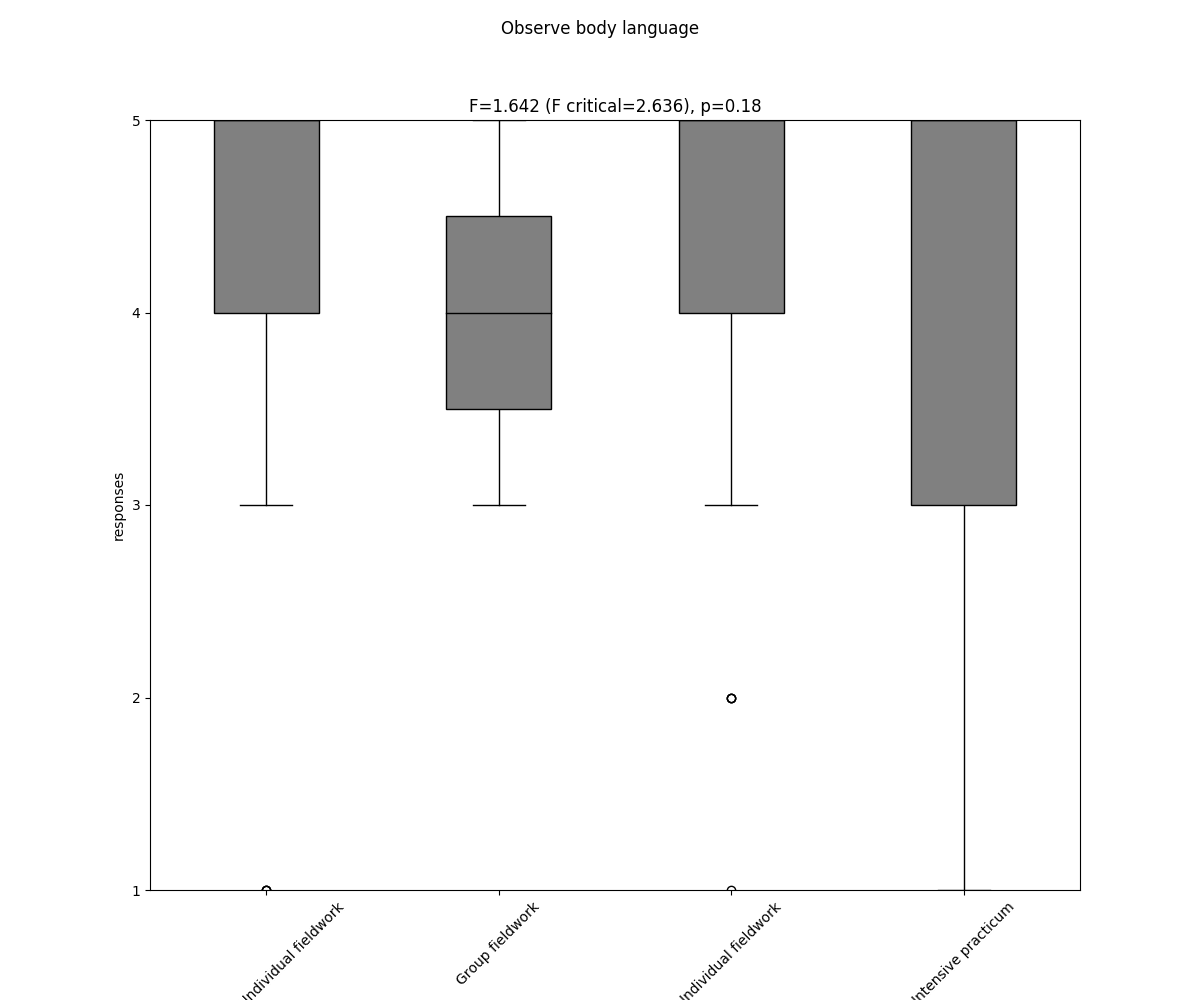 Observe body language
F=1.642 (F critical=2.636), p=0.18
5
4
3
2
1
responses
Individual fieldwork
Group fieldwork
Individual fieldwork
Intensive practicum